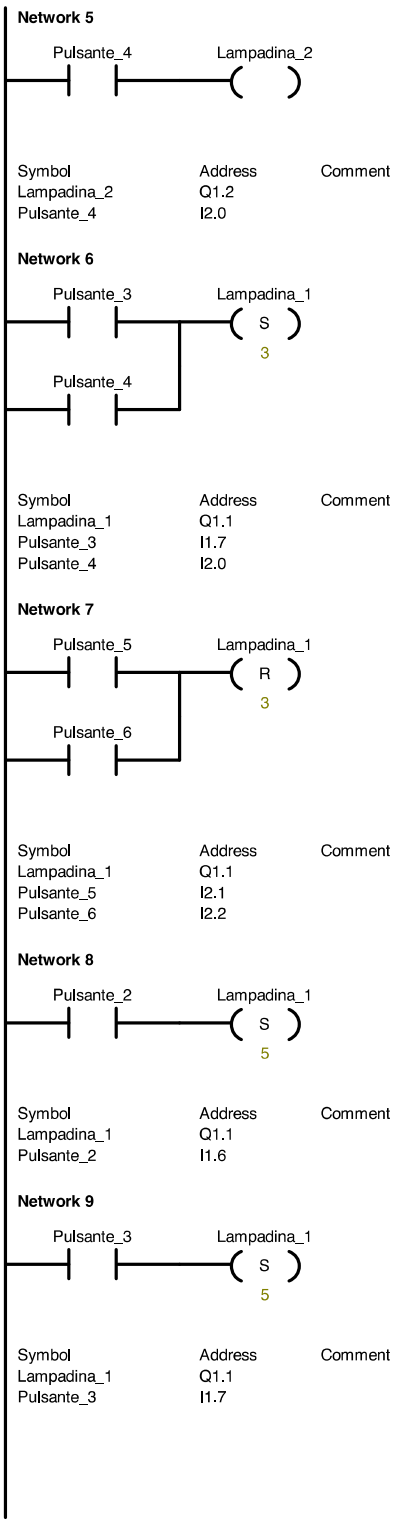 Network 5
Pulsante_4 Lampadina_2
Symbol Address Comment
Lampadina_2 Q1.2
Pulsante_4 I2.0
Network 6
Pulsante_3 Lampadina_1
S
3
Pulsante_4
Symbol Address Comment
Lampadina_1 Q1.1
Pulsante_3 I1.7
Pulsante_4 I2.0
Network 7
Pulsante_5 Lampadina_1
R
3
Pulsante_6
Symbol Address Comment
Lampadina_1 Q1.1
Pulsante_5 I2.1
Pulsante_6 I2.2
Network 8
Pulsante_2 Lampadina_1
S
5
Symbol Address Comment
Lampadina_1 Q1.1
Pulsante_2 I1.6
Network 9
Pulsante_3 Lampadina_1
S
5
Symbol Address Comment
Lampadina_1 Q1.1
Pulsante_3 I1.7